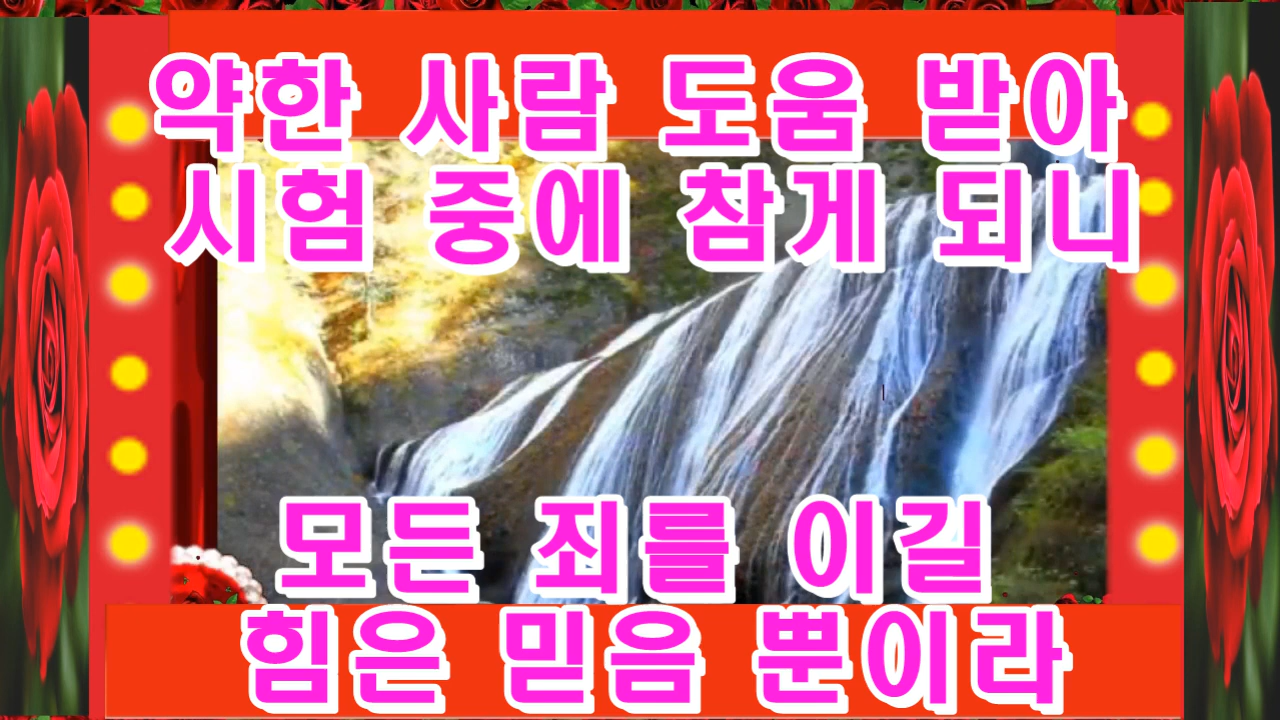 약한 사람 도움 받아
시험 중에 참게 되니
모든 죄를 이길
힘은 믿음 뿐이라